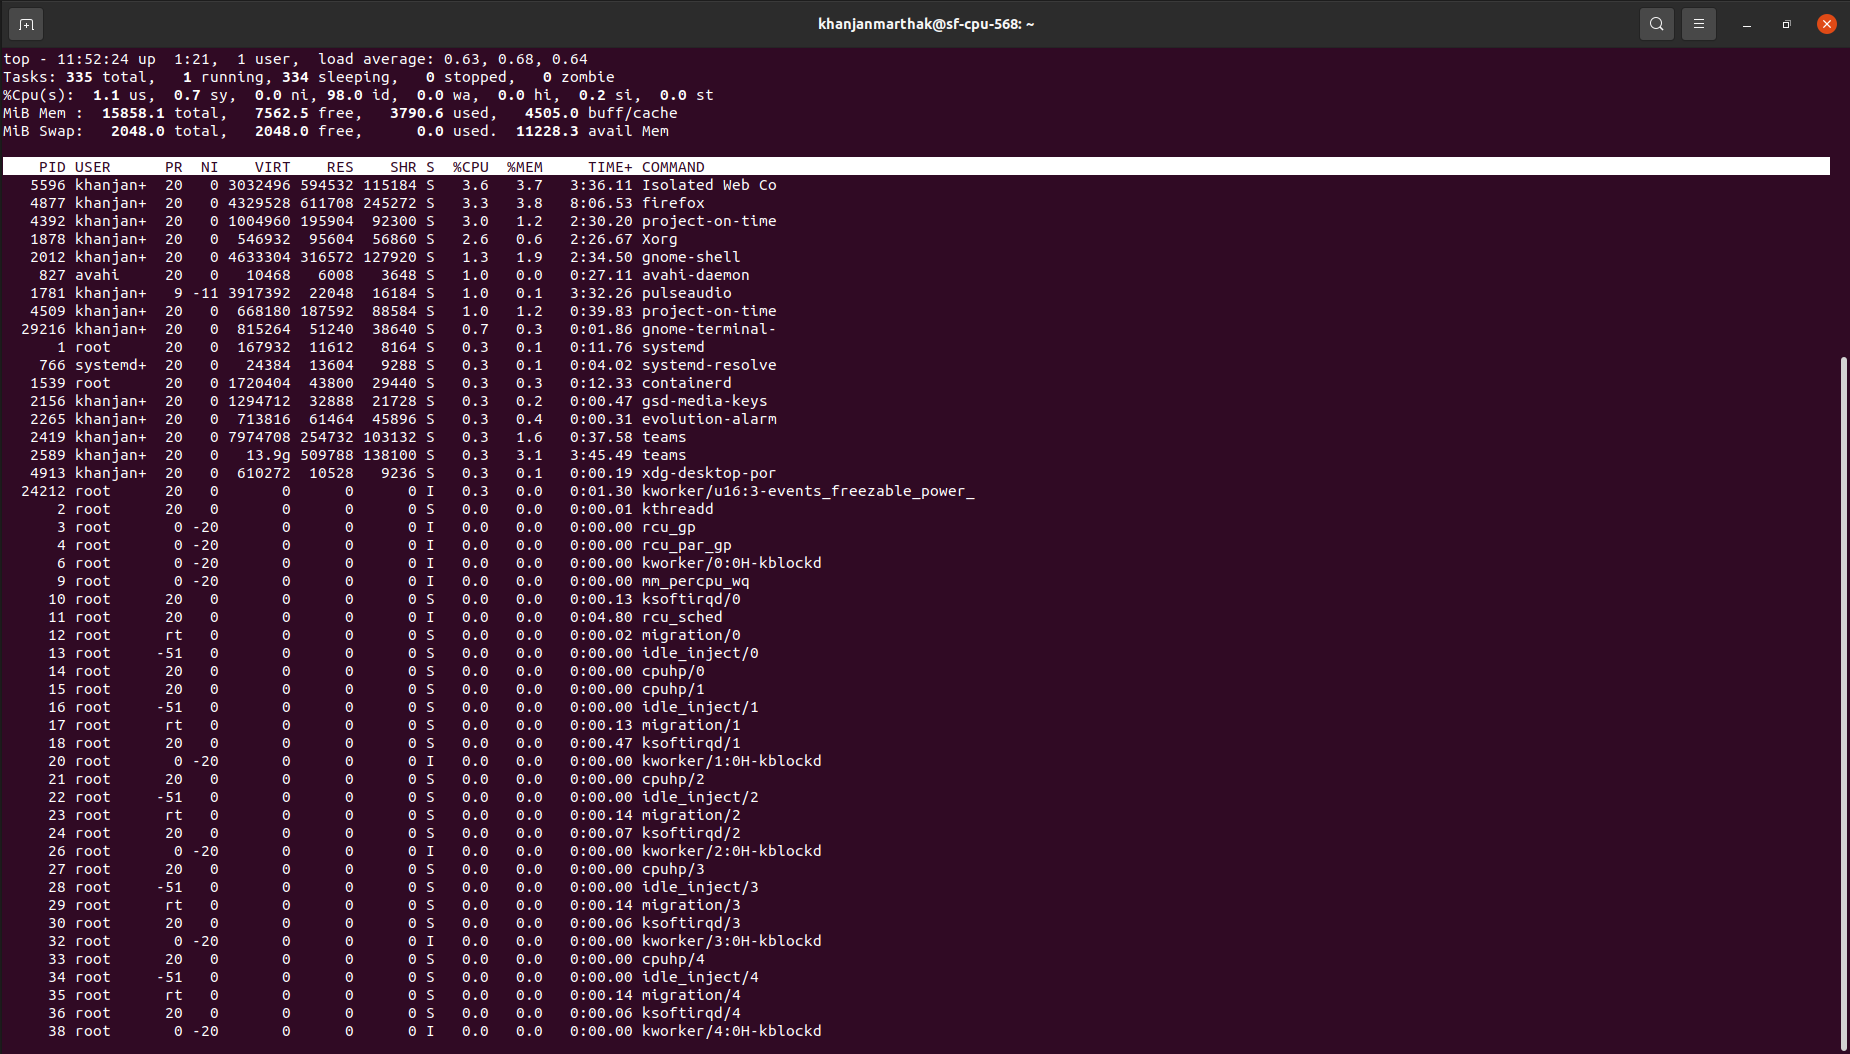 khanjanmarthak@sf-cpu-568: ~
top - 11:52:24 up  1:21,  1 user,  load average: 0.63, 0.68, 0.64
Tasks: 335 total,   1 running, 334 sleeping,   0 stopped,   0 zombie
%Cpu(s):  1.1 us,  0.7 sy,  0.0 ni, 98.0 id,  0.0 wa,  0.0 hi,  0.2 si,  0.0 st
MiB Mem :  15858.1 total,   7562.5 free,   3790.6 used,   4505.0 buff/cache
MiB Swap:   2048.0 total,   2048.0 free,      0.0 used.  11228.3 avail Mem
PID USER      PR  NI    VIRT    RES    SHR S  %CPU  %MEM     TIME+ COMMAND
5596 khanjan+  20   0 3032496 594532 115184 S   3.6   3.7   3:36.11 Isolated Web Co
4877 khanjan+  20   0 4329528 611708 245272 S   3.3   3.8   8:06.53 firefox
4392 khanjan+  20   0 1004960 195904  92300 S   3.0   1.2   2:30.20 project-on-time
1878 khanjan+  20   0  546932  95604  56860 S   2.6   0.6   2:26.67 Xorg
2012 khanjan+  20   0 4633304 316572 127920 S   1.3   1.9   2:34.50 gnome-shell
827 avahi     20   0   10468   6008   3648 S   1.0   0.0   0:27.11 avahi-daemon
1781 khanjan+   9 -11 3917392  22048  16184 S   1.0   0.1   3:32.26 pulseaudio
4509 khanjan+  20   0  668180 187592  88584 S   1.0   1.2   0:39.83 project-on-time
29216 khanjan+  20   0  815264  51240  38640 S   0.7   0.3   0:01.86 gnome-terminal-
1 root      20   0  167932  11612   8164 S   0.3   0.1   0:11.76 systemd
766 systemd+  20   0   24384  13604   9288 S   0.3   0.1   0:04.02 systemd-resolve
1539 root      20   0 1720404  43800  29440 S   0.3   0.3   0:12.33 containerd
2156 khanjan+  20   0 1294712  32888  21728 S   0.3   0.2   0:00.47 gsd-media-keys
2265 khanjan+  20   0  713816  61464  45896 S   0.3   0.4   0:00.31 evolution-alarm
2419 khanjan+  20   0 7974708 254732 103132 S   0.3   1.6   0:37.58 teams
2589 khanjan+  20   0   13.9g 509788 138100 S   0.3   3.1   3:45.49 teams
4913 khanjan+  20   0  610272  10528   9236 S   0.3   0.1   0:00.19 xdg-desktop-por
24212 root      20   0       0      0      0 I   0.3   0.0   0:01.30 kworker/u16:3-events_freezable_power_
2 root      20   0       0      0      0 S   0.0   0.0   0:00.01 kthreadd
3 root       0 -20       0      0      0 I   0.0   0.0   0:00.00 rcu_gp
4 root       0 -20       0      0      0 I   0.0   0.0   0:00.00 rcu_par_gp
6 root       0 -20       0      0      0 I   0.0   0.0   0:00.00 kworker/0:0H-kblockd
9 root       0 -20       0      0      0 I   0.0   0.0   0:00.00 mm_percpu_wq
10 root      20   0       0      0      0 S   0.0   0.0   0:00.13 ksoftirqd/0
11 root      20   0       0      0      0 I   0.0   0.0   0:04.80 rcu_sched
12 root      rt   0       0      0      0 S   0.0   0.0   0:00.02 migration/0
13 root     -51   0       0      0      0 S   0.0   0.0   0:00.00 idle_inject/0
14 root      20   0       0      0      0 S   0.0   0.0   0:00.00 cpuhp/0
15 root      20   0       0      0      0 S   0.0   0.0   0:00.00 cpuhp/1
16 root     -51   0       0      0      0 S   0.0   0.0   0:00.00 idle_inject/1
17 root      rt   0       0      0      0 S   0.0   0.0   0:00.13 migration/1
18 root      20   0       0      0      0 S   0.0   0.0   0:00.47 ksoftirqd/1
20 root       0 -20       0      0      0 I   0.0   0.0   0:00.00 kworker/1:0H-kblockd
21 root      20   0       0      0      0 S   0.0   0.0   0:00.00 cpuhp/2
22 root     -51   0       0      0      0 S   0.0   0.0   0:00.00 idle_inject/2
23 root      rt   0       0      0      0 S   0.0   0.0   0:00.14 migration/2
24 root      20   0       0      0      0 S   0.0   0.0   0:00.07 ksoftirqd/2
26 root       0 -20       0      0      0 I   0.0   0.0   0:00.00 kworker/2:0H-kblockd
27 root      20   0       0      0      0 S   0.0   0.0   0:00.00 cpuhp/3
28 root     -51   0       0      0      0 S   0.0   0.0   0:00.00 idle_inject/3
29 root      rt   0       0      0      0 S   0.0   0.0   0:00.14 migration/3
30 root      20   0       0      0      0 S   0.0   0.0   0:00.06 ksoftirqd/3
32 root       0 -20       0      0      0 I   0.0   0.0   0:00.00 kworker/3:0H-kblockd
33 root      20   0       0      0      0 S   0.0   0.0   0:00.00 cpuhp/4
34 root     -51   0       0      0      0 S   0.0   0.0   0:00.00 idle_inject/4
35 root      rt   0       0      0      0 S   0.0   0.0   0:00.14 migration/4
36 root      20   0       0      0      0 S   0.0   0.0   0:00.06 ksoftirqd/4
38 root       0 -20       0      0      0 I   0.0   0.0   0:00.00 kworker/4:0H-kblockd